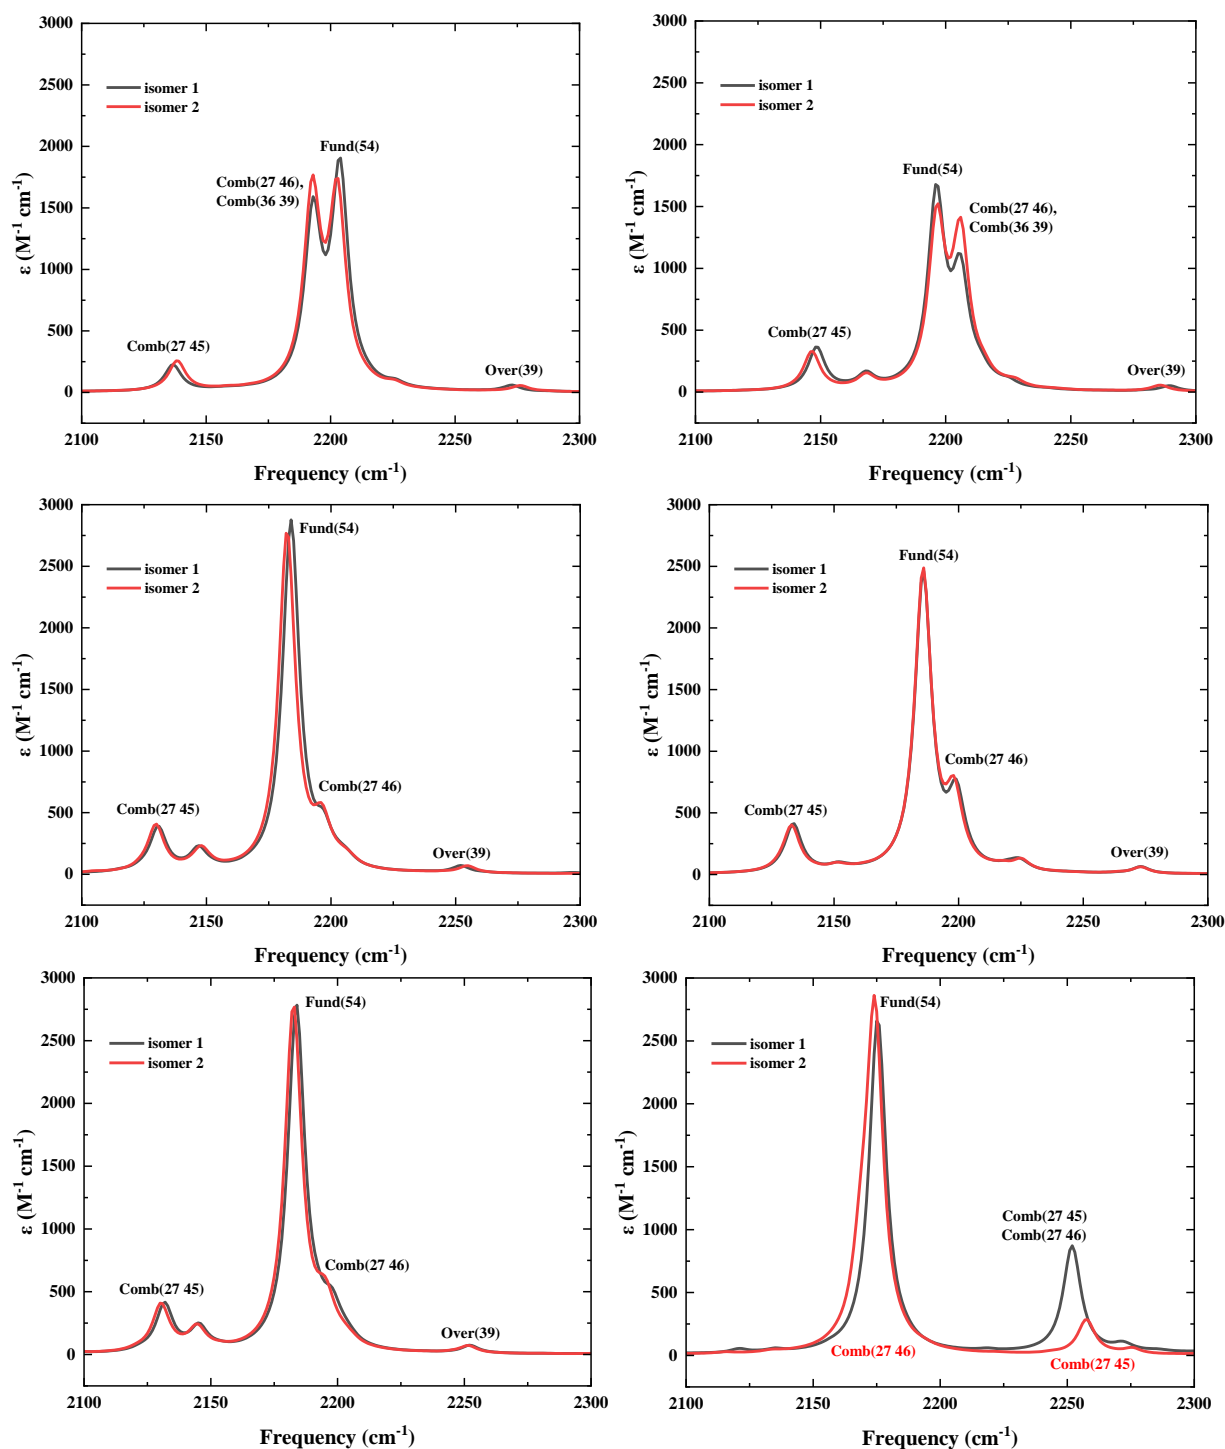 3000
2500
2000
1500
1000
500
0
ε (M⁻¹ cm⁻¹)
isomer 1
isomer 2
Fund(54)
Comb(27 46),
Comb(36 39)
Comb(27 45)
Over(39)
2100
2150
2200
2250
2300
Frequency (cm⁻¹)
3000
2500
2000
1500
1000
500
0
ε (M⁻¹ cm⁻¹)
isomer 1
isomer 2
Fund(54)
Comb(27 46),
Comb(36 39)
Comb(27 45)
Over(39)
2100
2150
2200
2250
2300
Frequency (cm⁻¹)
3000
2500
2000
1500
1000
500
0
ε (M⁻¹ cm⁻¹)
Fund(54)
isomer 1
isomer 2
Comb(27 46)
Comb(27 45)
Over(39)
2100
2150
2200
2250
2300
Frequency (cm⁻¹)
3000
2500
2000
1500
1000
500
0
ε (M⁻¹ cm⁻¹)
Fund(54)
isomer 1
isomer 2
Comb(27 46)
Comb(27 45)
Over(39)
2100
2150
2200
2250
2300
Frequency (cm⁻¹)
3000
2500
2000
1500
1000
500
0
ε (M⁻¹ cm⁻¹)
Fund(54)
isomer 1
isomer 2
Comb(27 46)
Comb(27 45)
Over(39)
2100
2150
2200
2250
2300
Frequency (cm⁻¹)
3000
2500
2000
1500
1000
500
0
ε (M⁻¹ cm⁻¹)
Fund(54)
isomer 1
isomer 2
Comb(27 45)
Comb(27 46)
Comb(27 46)
Comb(27 45)
2100
2150
2200
2250
2300
Frequency (cm⁻¹)